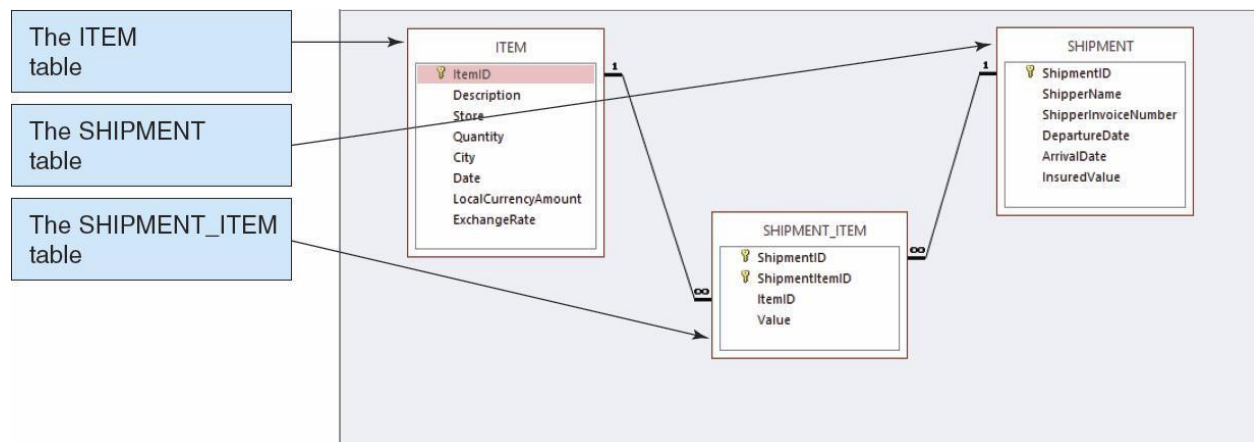 The ITEM
table
The SHIPMENT
table
The SHIPMENT_ITEM
table
ITEM
ItemID
Description
Store
Quantity
City
Date
LocalCurrencyAmount
ExchangeRate
1
∞
SHIPMENT_ITEM
ShipmentID
ShipmentItemID
ItemID
Value
∞
1
SHIPMENT
ShipmentID
ShipperName
ShipperInvoiceNumber
DepartureDate
ArrivalDate
InsuredValue